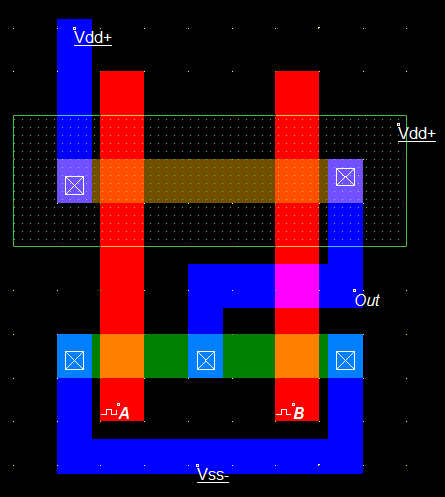 Vdd+
Vdd+
Out
A
B
Vss-